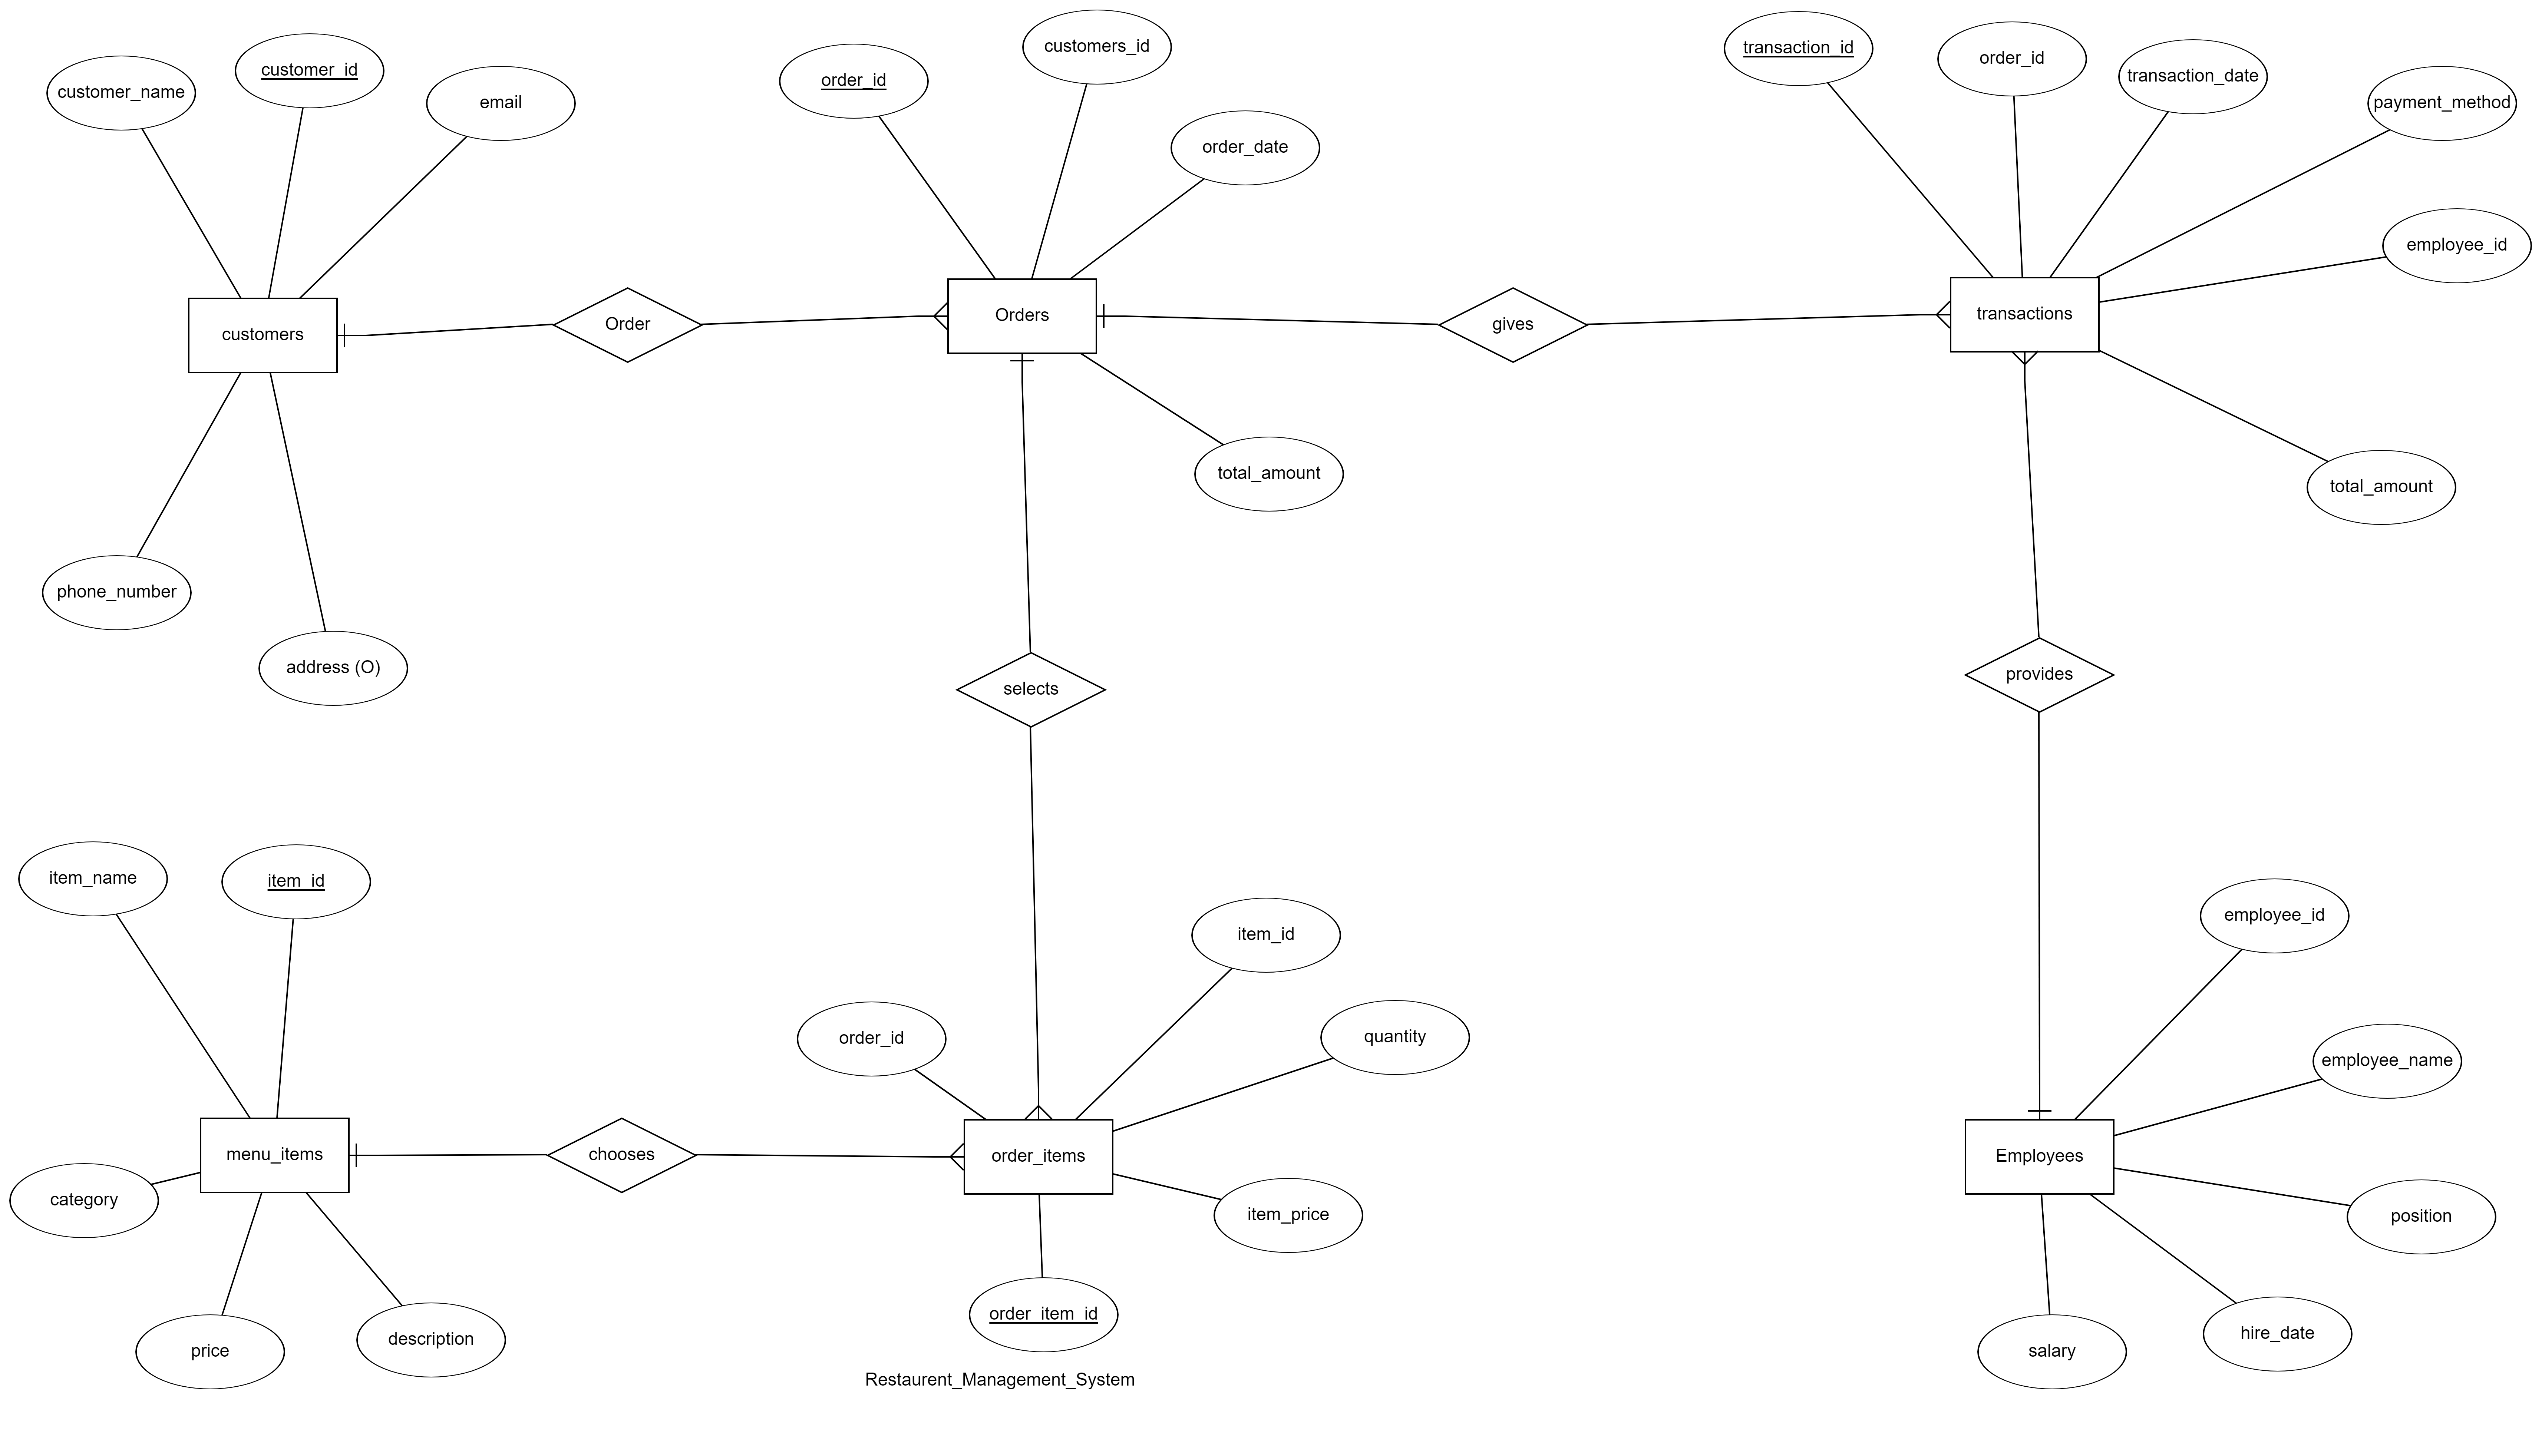 customer_name
customer_id
email
customers
phone_number
address (O)
Order
order_id
customers_id
order_date
Orders
total_amount
gives
transaction_id
order_id
transaction_date
payment_method
employee_id
transactions
total_amount
selects
provides
item_name
item_id
menu_items
category
price
description
chooses
order_id
item_id
quantity
order_items
item_price
order_item_id
employee_id
employee_name
Employees
position
hire_date
salary
Restaurent_Management_System